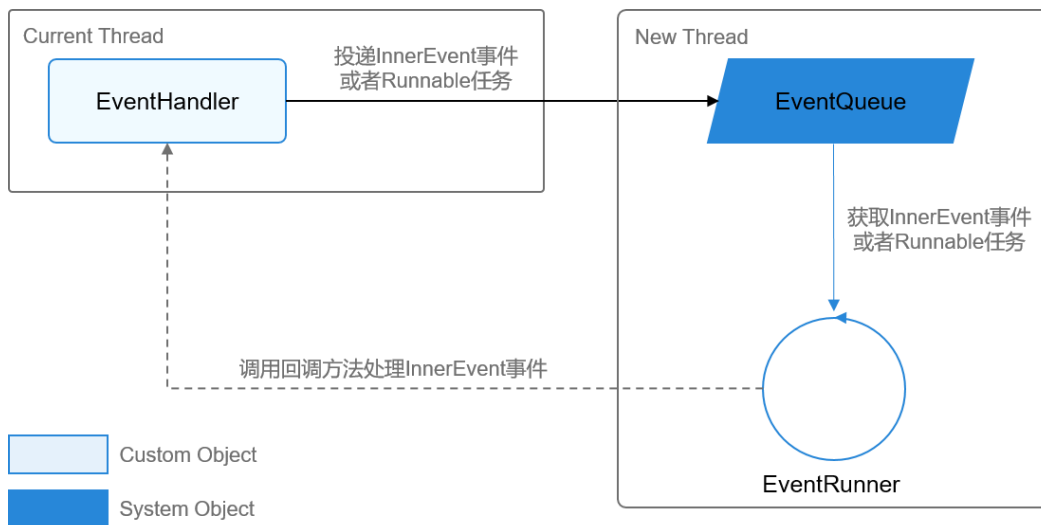 Current Thread
EventHandler
投递InnerEvent事件
或者Runnable任务
New Thread
EventQueue
获取InnerEvent事件
或者Runnable任务
调用回调方法处理InnerEvent事件
EventRunner
Custom Object
System Object